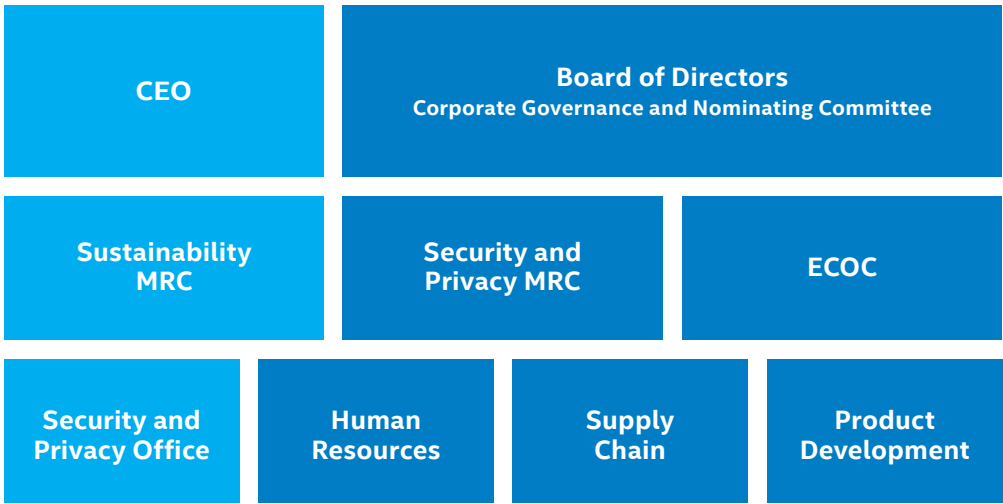 CEO
Board of Directors
Corporate Governance and Nominating Committee
Sustainability
MRC
Security and
Privacy MRC
ECOC
Security and
Privacy Office
Human
Resources
Supply
Chain
Product
Development